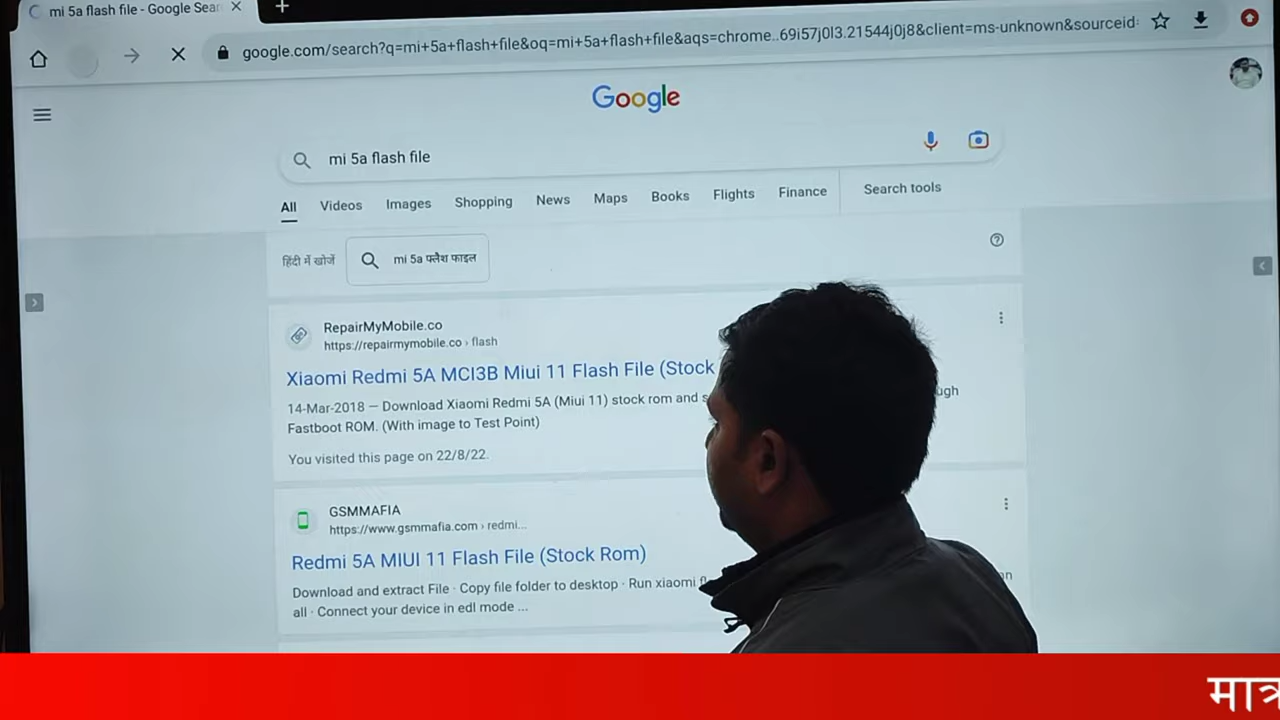 mi 5a flash file - Google Sear
google.com/search?q=mi+5a+flash+file&oq=mi+5a+flash+file&aqs=chrome..69i57j0l3.21544j0j8&client=ms-unknown&sourceid:
Google
mi 5a flash file
All Videos Images Shopping News Maps Books Flights Finance Search tools
हिंदी में खोजें mi 5a फ्लैश फाइल
RepairMyMobile.co
https://repairmymobile.co › flash
Xiaomi Redmi 5A MCI3B Miui 11 Flash File (Stock
14-Mar-2018 — Download Xiaomi Redmi 5A (Miui 11) stock rom and
Fastboot ROM. (With image to Test Point)
You visited this page on 22/8/22.
GSMMAFIA
https://www.gsmmafia.com › redmi...
Redmi 5A MIUI 11 Flash File (Stock Rom)
Download and extract File · Copy file folder to desktop · Run xiaomi
all · Connect your device in edl mode ...
मात्र